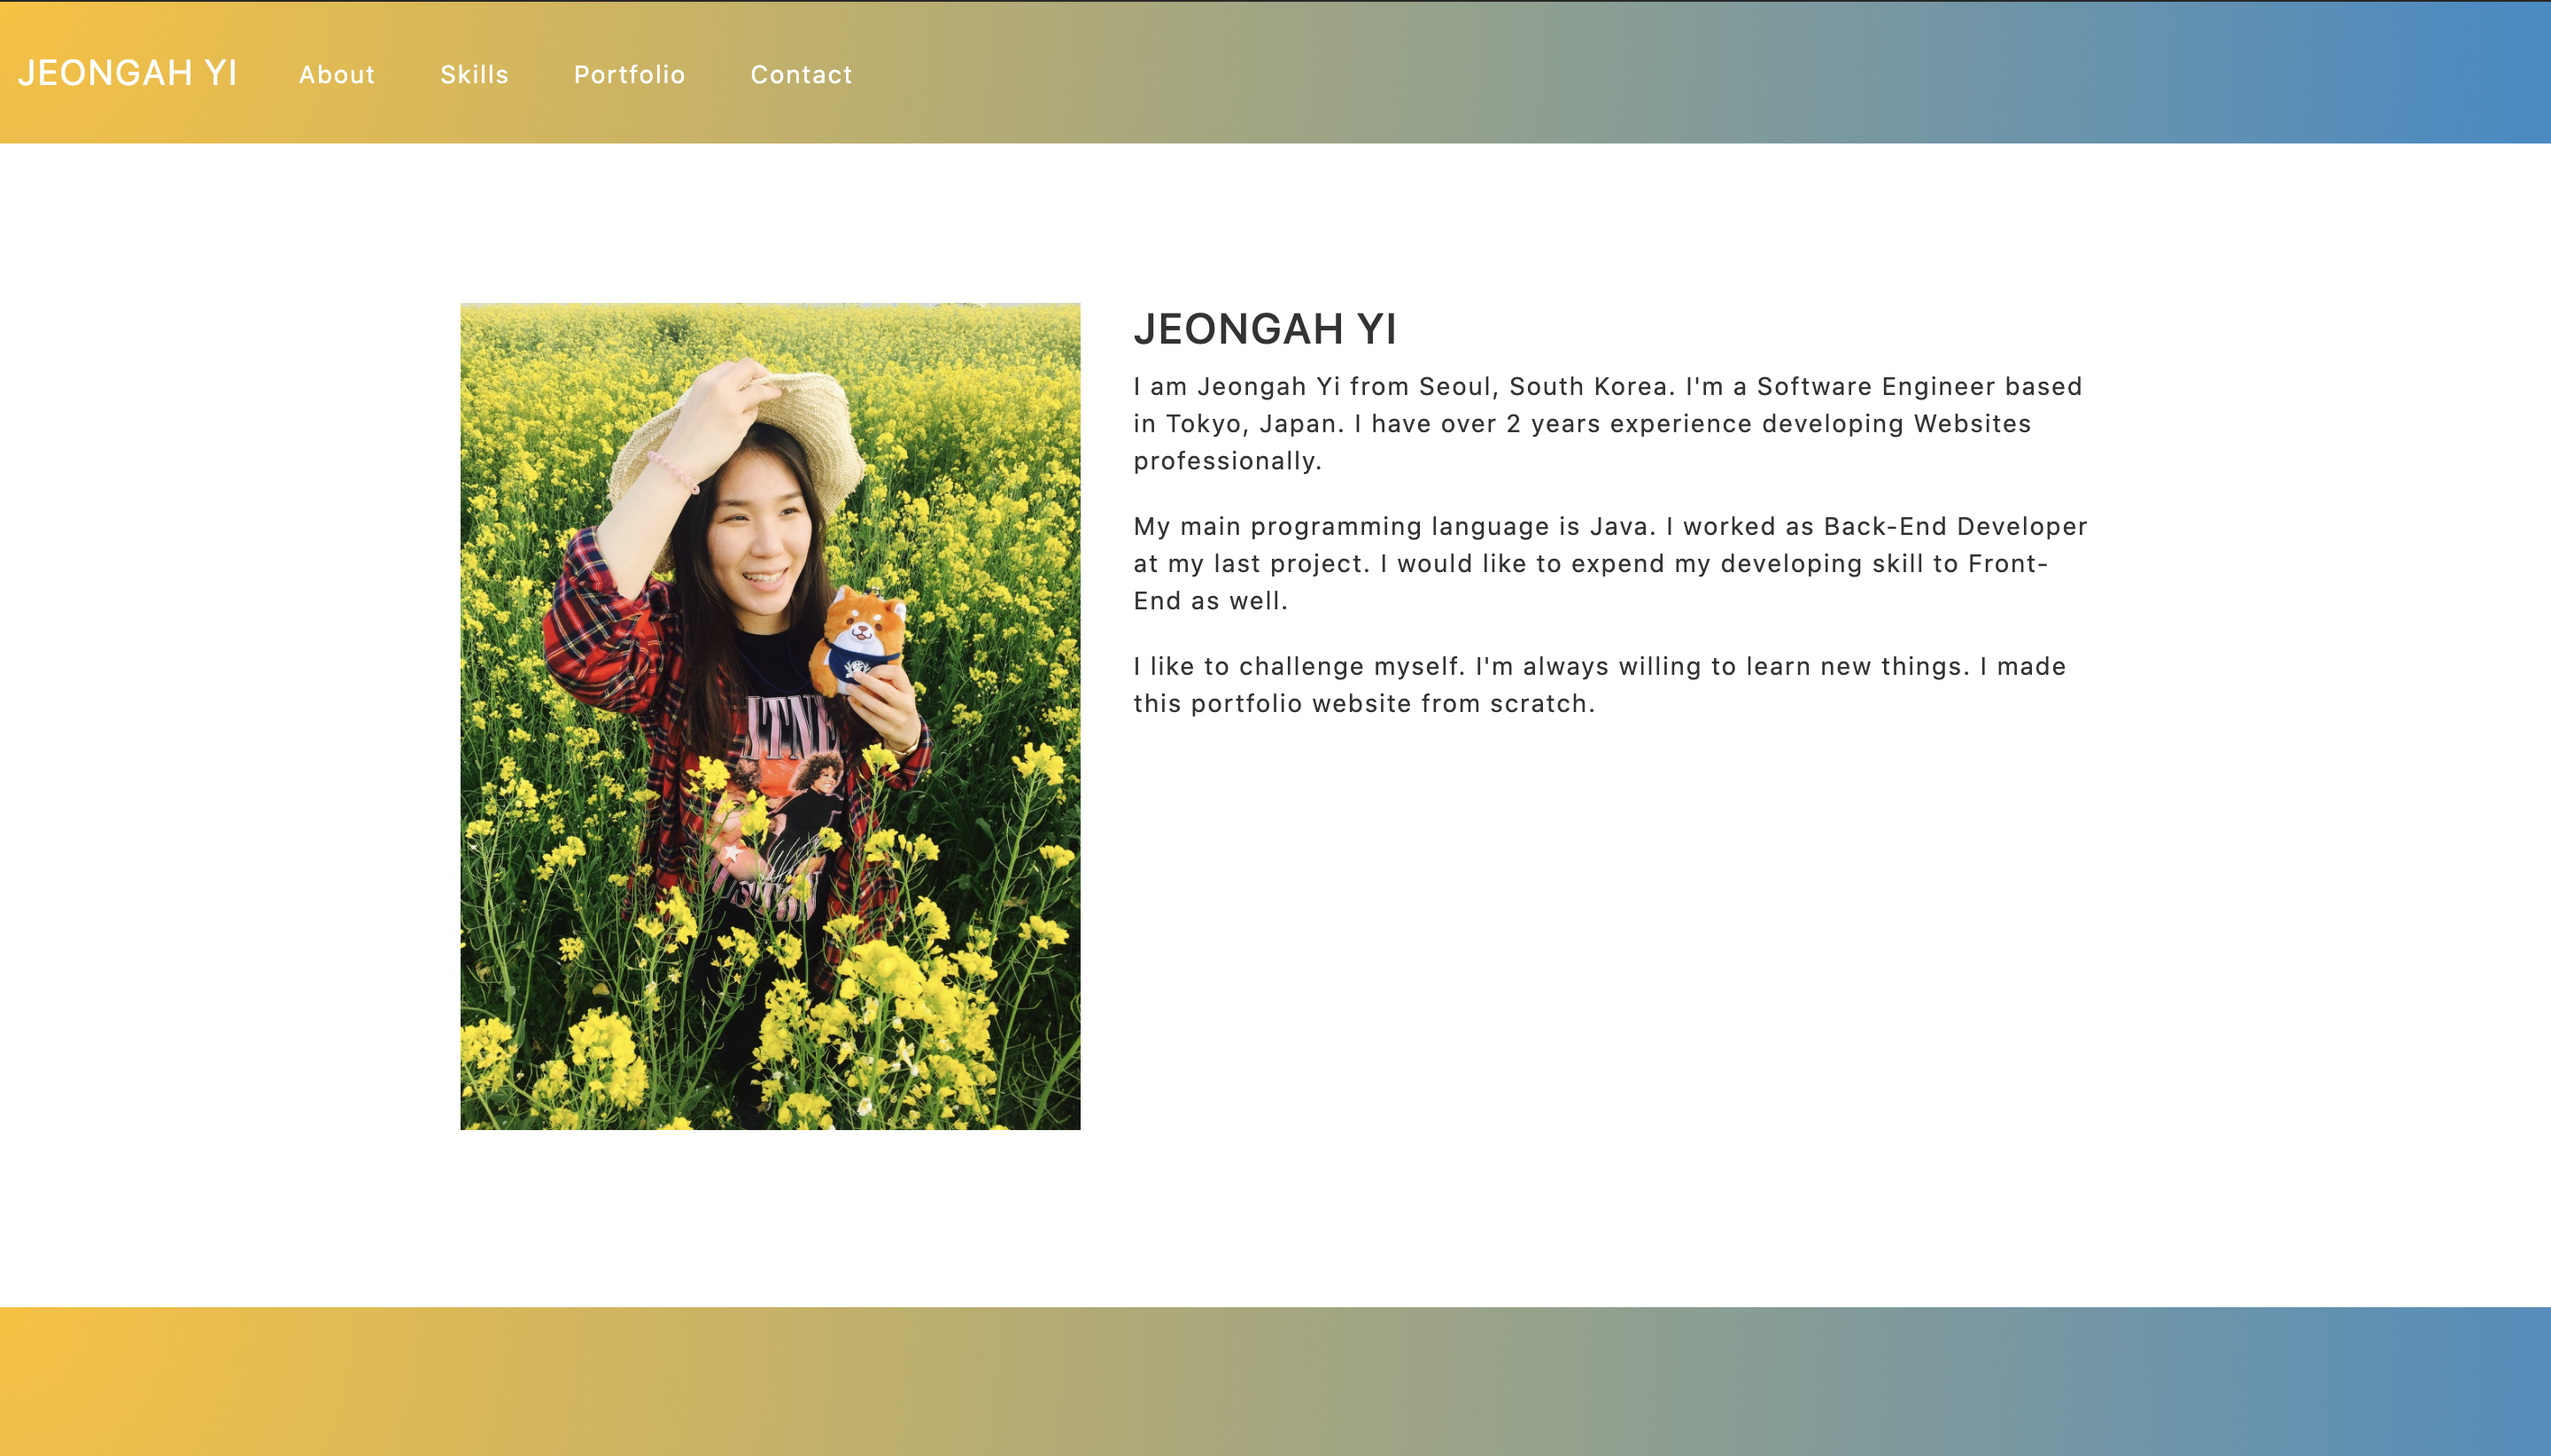 JEONGAH YI
About
Skills
Portfolio
Contact
JEONGAH YI
I am Jeongah Yi from Seoul, South Korea. I'm a Software Engineer based
in Tokyo, Japan. I have over 2 years experience developing Websites
professionally.
My main programming language is Java. I worked as Back-End Developer
at my last project. I would like to expend my developing skill to Front-
End as well.
I like to challenge myself. I'm always willing to learn new things. I made
this portfolio website from scratch.